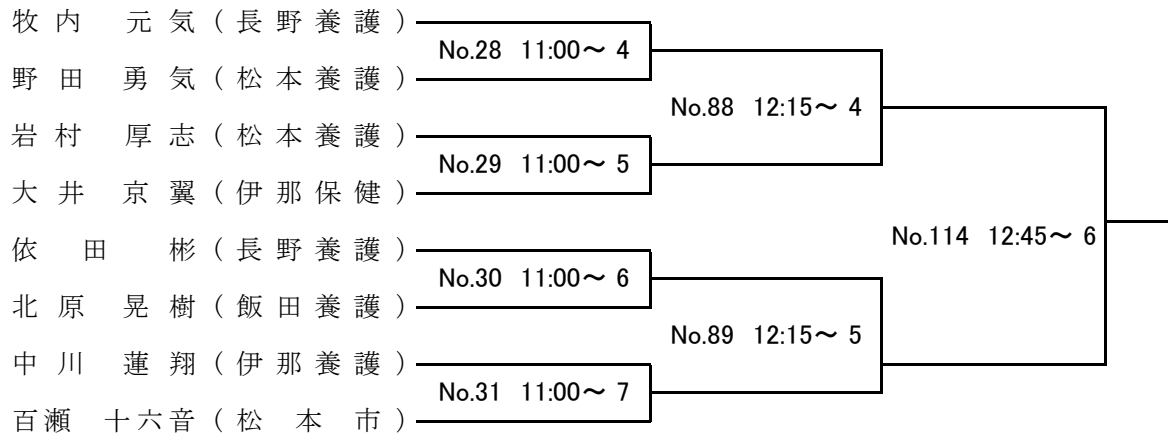 牧内 元気(長野養護)
No.28 11:00～ 4
野田 勇気(松本養護)
No.88 12:15～ 4
岩村 厚志(松本養護)
No.29 11:00～ 5
大井 京翼(伊那保健)
No.114 12:45～ 6
依田 彬(長野養護)
No.30 11:00～ 6
北原 晃樹(飯田養護)
No.89 12:15～ 5
中川 蓮翔(伊那養護)
No.31 11:00～ 7
百瀬 十六音(松本市)